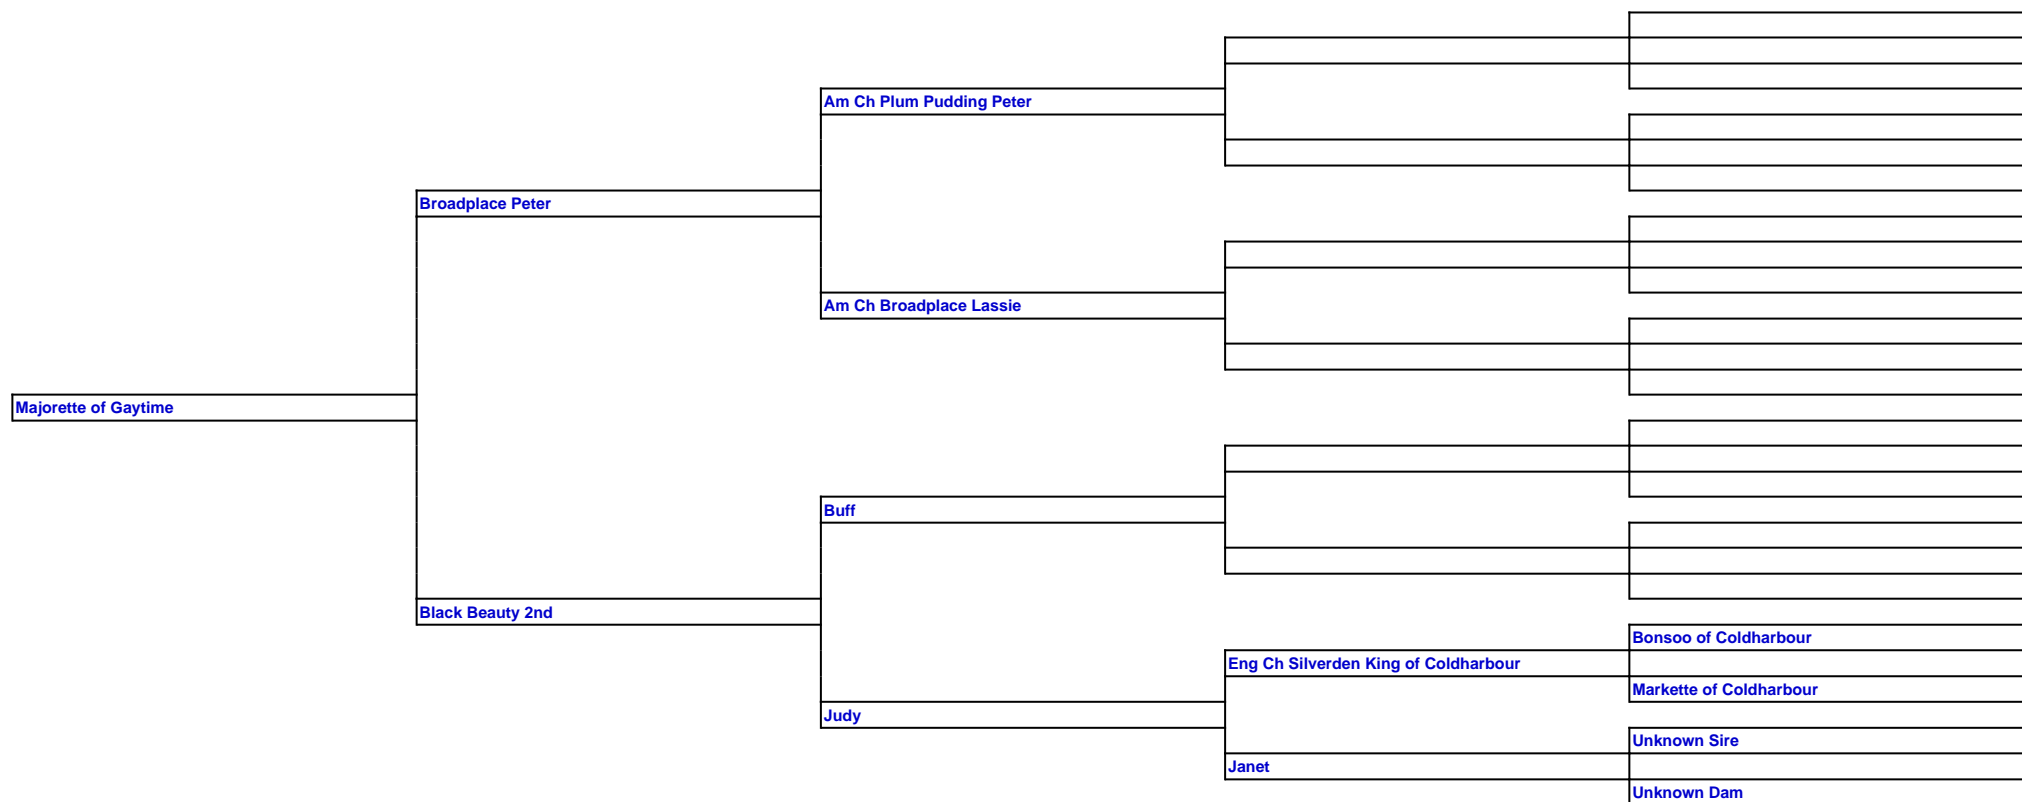 Am Ch Plum Pudding Peter
Broadplace Peter
Am Ch Broadplace Lassie
Majorette of Gaytime
Buff
Black Beauty 2nd
Bonsoo of Coldharbour
Eng Ch Silverden King of Coldharbour
Markette of Coldharbour
Judy
Unknown Sire
Janet
Unknown Dam